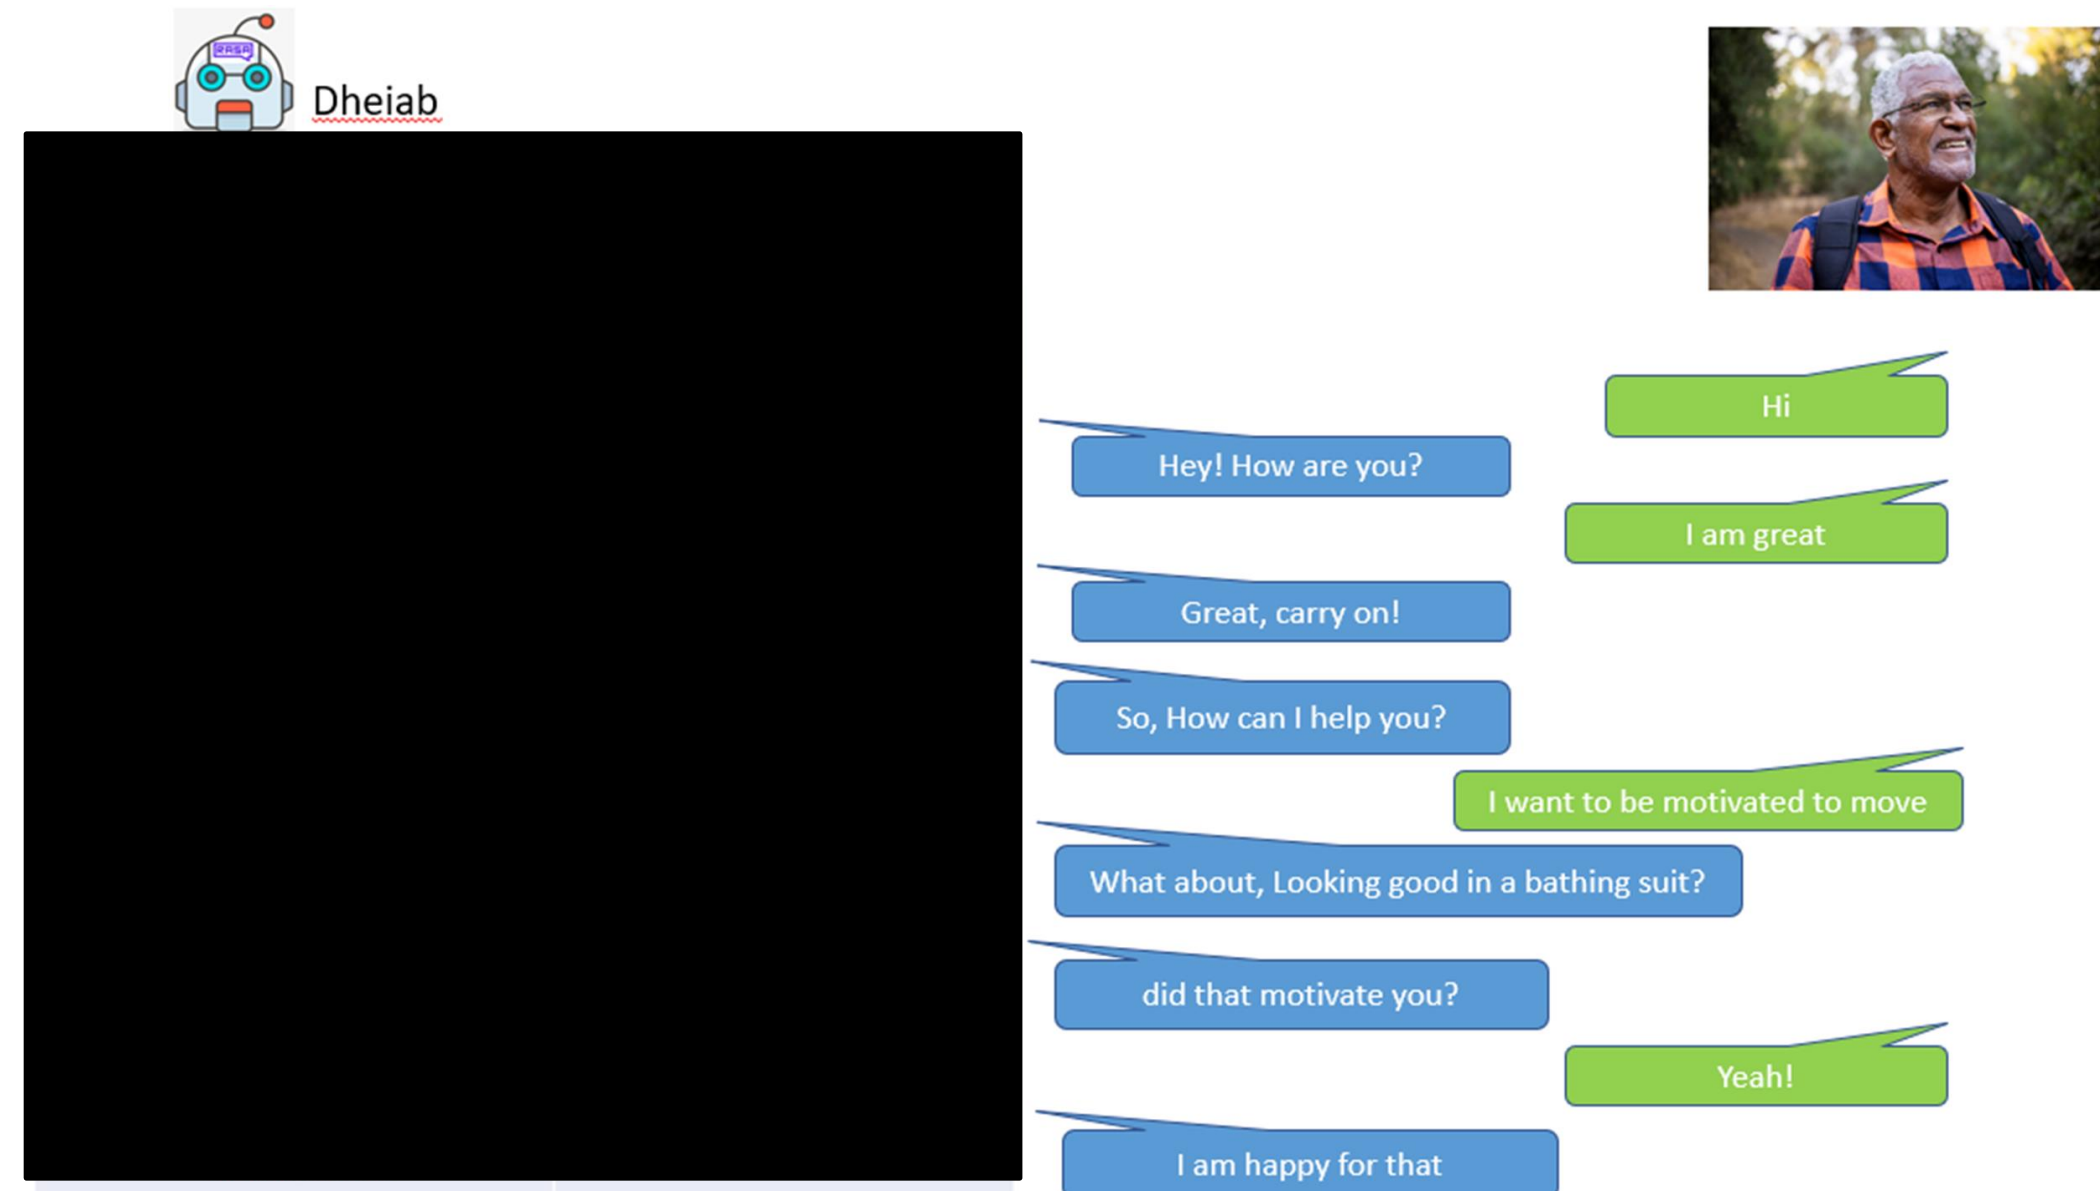 RASA
Dheiab
Hi
Hey! How are you?
I am great
Great, carry on!
So, How can I help you?
I want to be motivated to move
What about, Looking good in a bathing suit?
did that motivate you?
Yeah!
I am happy for that